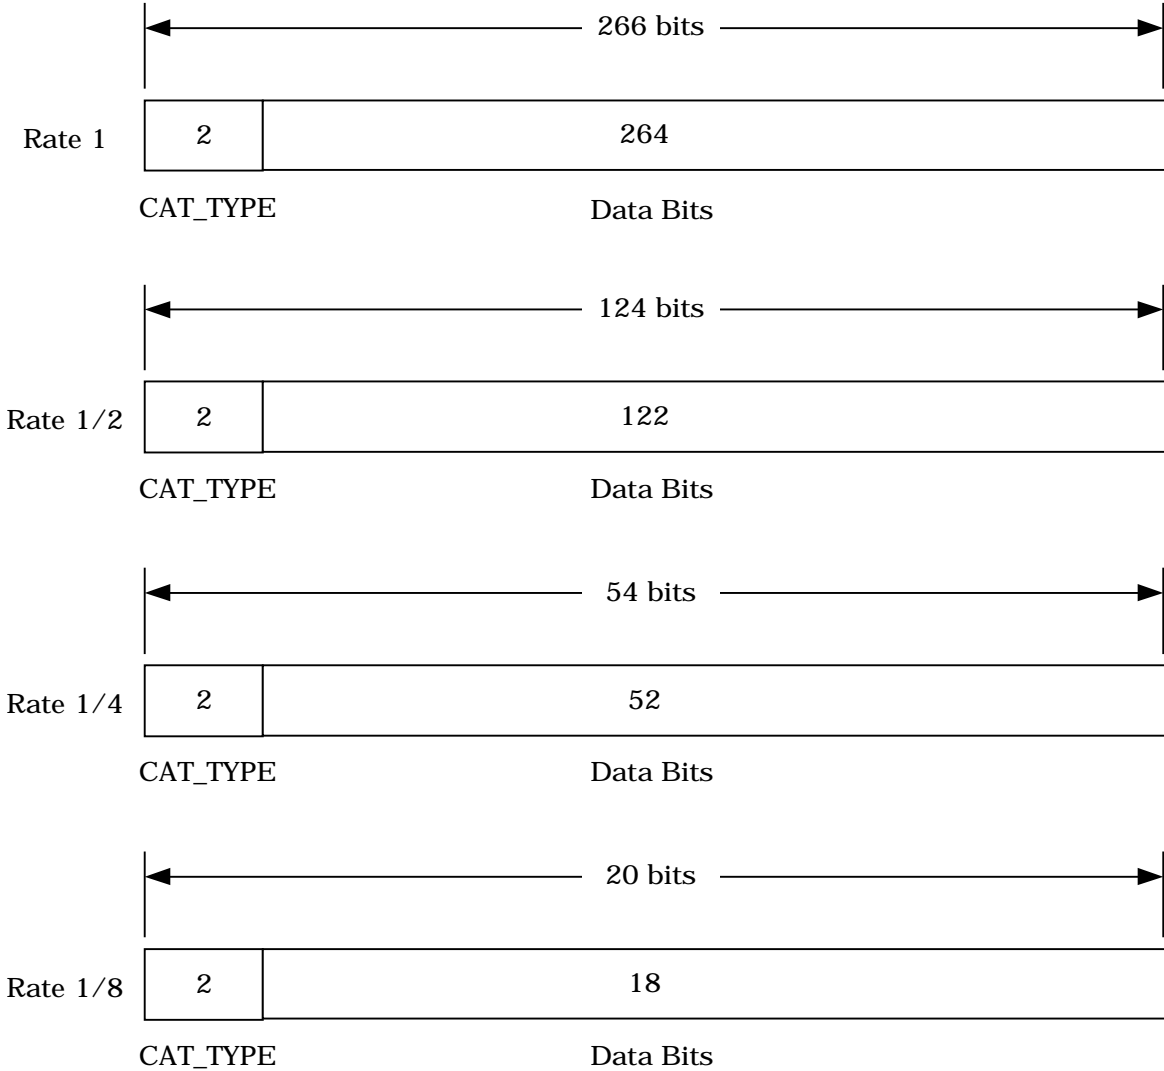 266 bits
Rate 1
2
264
CAT_TYPE
Data Bits
124 bits
Rate 1/2
2
122
CAT_TYPE
Data Bits
54 bits
Rate 1/4
2
52
CAT_TYPE
Data Bits
20 bits
Rate 1/8
2
18
CAT_TYPE
Data Bits